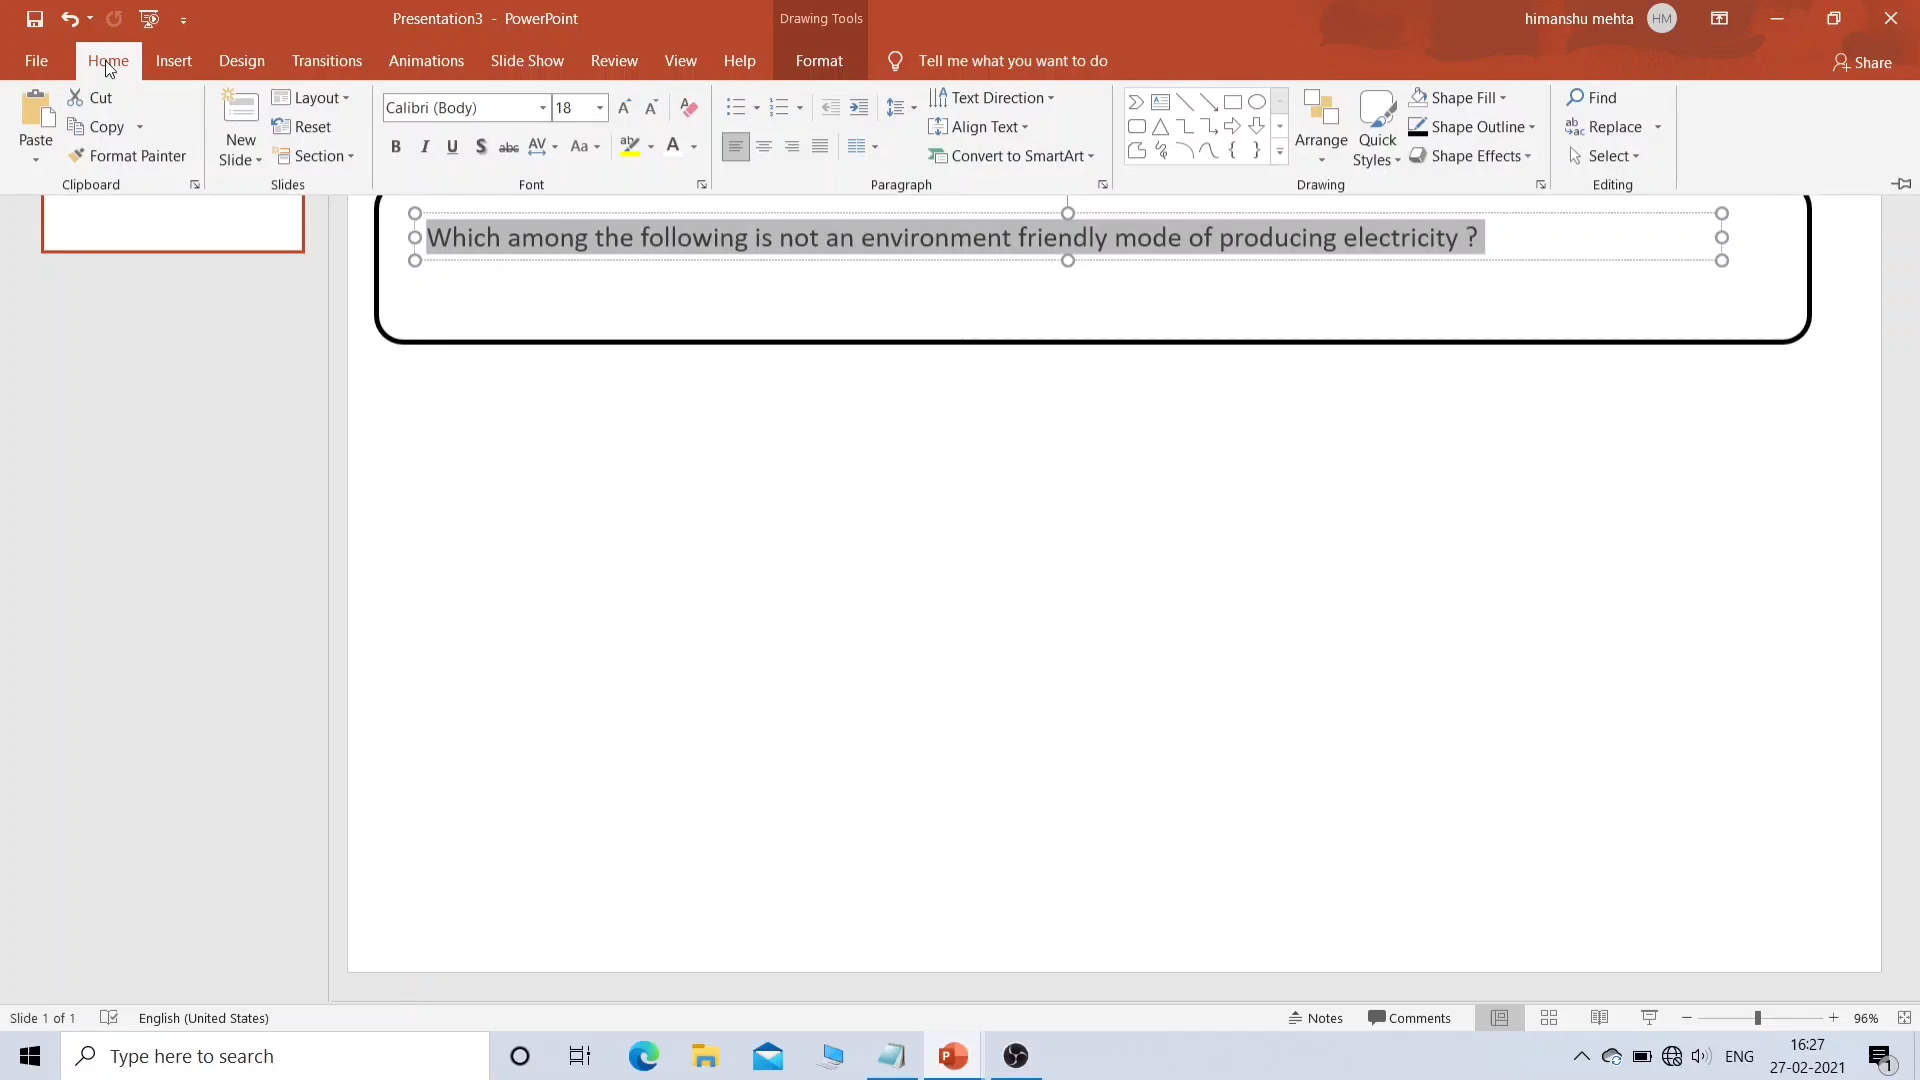 Presentation3 - PowerPoint
Drawing Tools
himanshu mehta HM
File Home Insert Design Transitions Animations Slide Show Review View Help Format Tell me what you want to do Share
Paste
Cut
Copy
Format Painter
Clipboard
New Slide
Layout
Reset
Section
Slides
Calibri (Body) 18
B I U S abc AV Aa ab A
Font
Text Direction
Align Text
Convert to SmartArt
Paragraph
Arrange
Quick Styles
Shape Fill
Shape Outline
Shape Effects
Drawing
Find
Replace
Select
Editing
Which among the following is not an environment friendly mode of producing electricity ?
Slide 1 of 1 English (United States) Notes Comments 96%
Type here to search
ENG
16:27
27-02-2021
1